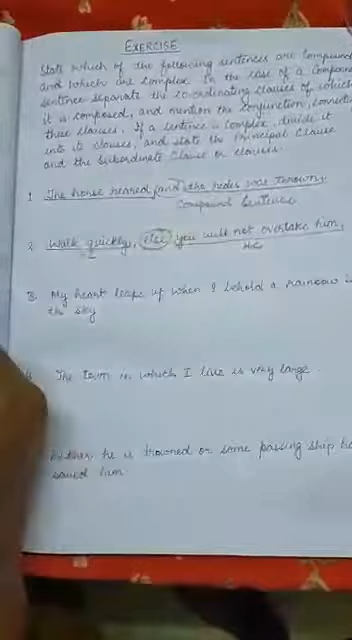 EXERCISE
State which of the following sentences are Compound
and which are complex. In the case of a Compound
sentence separate the co-ordinating clauses of which
it is composed, and mention the conjunction, connecting
these clauses. If a sentence is complex, divide it
into its clauses, and state the Principal Clause
and the Subordinate Clause or clauses.
1. The horse reared, and the rider was thrown,
Compound Sentence
2. Walk quickly, else you will not overtake him,
MC
3. My heart leaps up when I behold a rainbow in
the sky
The town in which I live is very large.
he is drowned or some passing ship
saved him.